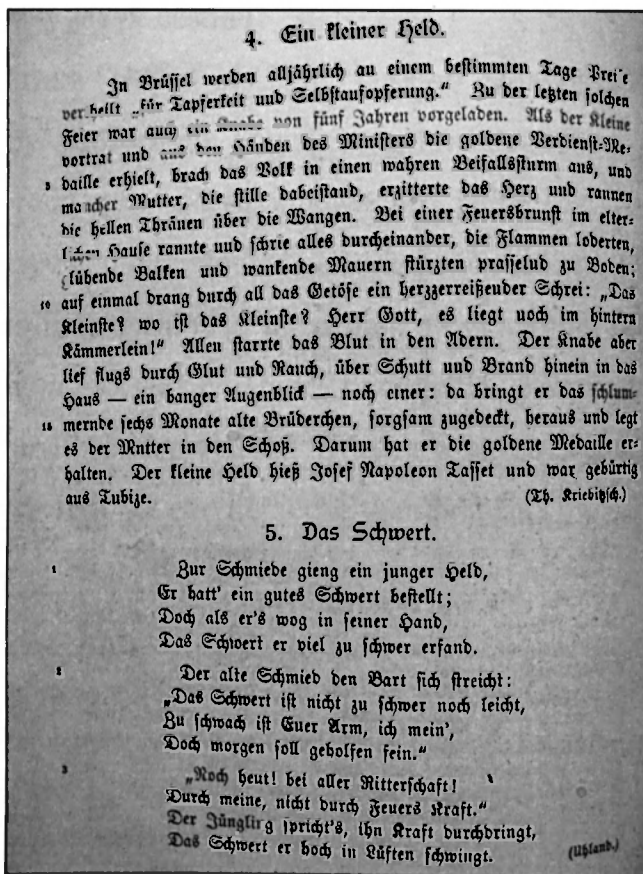 4. Ein kleiner Held.
In Brüssel werden alljährlich an einem bestimmten Tage Preise
vertheilt „für Tapferkeit und Selbstaufopferung.“ Zu der letzten solchen
Feier war auch ein Knabe von fünf Jahren vorgeladen. Als der Kleine
vortrat und aus den Händen des Ministers die goldene Verdienst-Me-
5 daille erhielt, brach das Volk in einen wahren Beifallssturm aus, und
mancher Mutter, die stille dabeistand, erzitterte das Herz und rannen
die hellen Thränen über die Wangen. Bei einer Feuersbrunst im elter-
lichen Hause rannte und schrie alles durcheinander, die Flammen loderten,
glühende Balken und wankende Mauern stürzten prasselnd zu Boden;
10 auf einmal drang durch all das Getöse ein herzzerreißender Schrei: „Das
Kleinste? wo ist das Kleinste? Herr Gott, es liegt noch im hintern
Kämmerlein!“ Allen starrte das Blut in den Adern. Der Knabe aber
lief flugs durch Glut und Rauch, über Schutt und Brand hinein in das
Haus — ein banger Augenblick — noch einer: da bringt er das schlum-
15 mernde sechs Monate alte Brüderchen, sorgsam zugedeckt, heraus und legt
es der Mutter in den Schoß. Darum hat er die goldene Medaille er-
halten. Der kleine Held hieß Josef Napoleon Tasset und war gebürtig
aus Tubize. (Th. Kriebitzsch.)
5. Das Schwert.
1 Zur Schmiede gieng ein junger Held,
Er hatt' ein gutes Schwert bestellt;
Doch als er's wog in seiner Hand,
Das Schwert er viel zu schwer erfand.
2 Der alte Schmied den Bart sich streicht:
„Das Schwert ist nicht zu schwer noch leicht,
Zu schwach ist Euer Arm, ich mein',
Doch morgen soll geholfen sein.“
3 „Noch heut! bei aller Ritterschaft!
Durch meine, nicht durch Feuers Kraft.“
Der Jüngling spricht's, ihn Kraft durchdringt,
Das Schwert er hoch in Lüften schwingt.
(Uhland.)